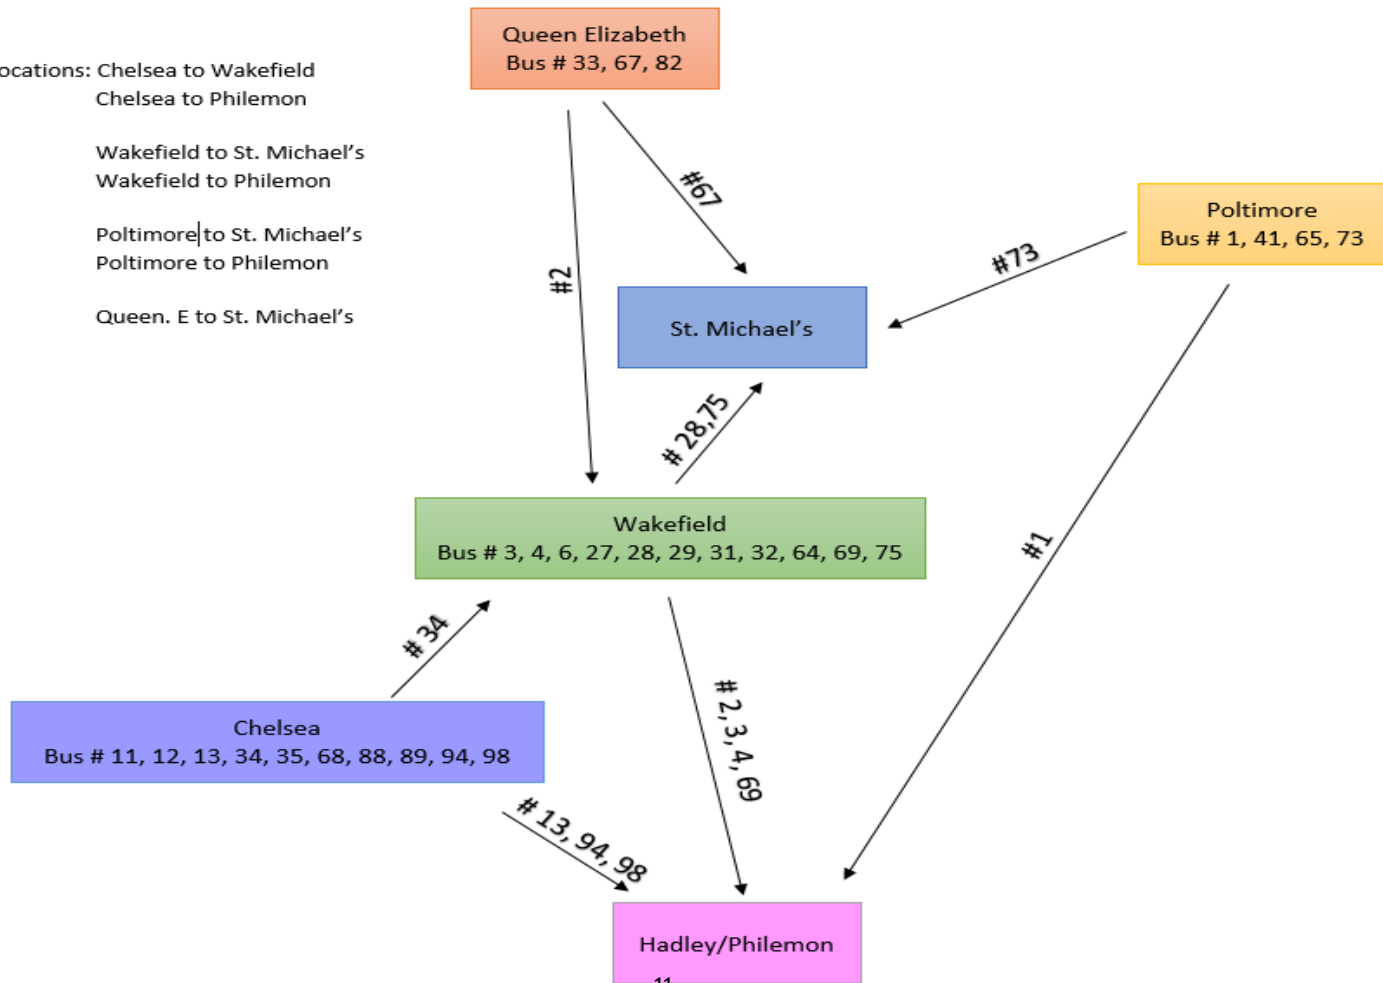 Queen Elizabeth
Bus # 33, 67, 82
ocations: Chelsea to Wakefield
Chelsea to Philemon
Wakefield to St. Michael’s
Wakefield to Philemon
Poltimore to St. Michael’s
Poltimore to Philemon
Queen. E to St. Michael’s
#67
Poltimore
Bus # 1, 41, 65, 73
#73
#2
St. Michael’s
# 28,75
Wakefield
Bus # 3, 4, 6, 27, 28, 29, 31, 32, 64, 69, 75
#1
# 34
# 2, 3, 4, 69
Chelsea
Bus # 11, 12, 13, 34, 35, 68, 88, 89, 94, 98
# 13, 94, 98
Hadley/Philemon